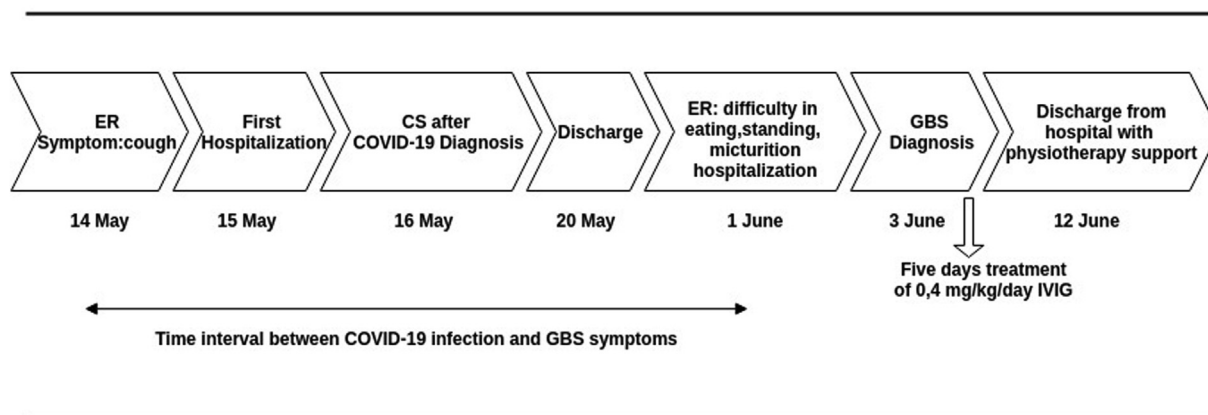 ER
Symptom:cough
First
Hospitalization
CS after
COVID-19 Diagnosis
Discharge
ER: difficulty in
eating,standing,
micturition
hospitalization
GBS
Diagnosis
Discharge from
hospital with
physiotherapy support
14 May
15 May
16 May
20 May
1 June
3 June
12 June
Five days treatment
of 0,4 mg/kg/day IVIG
Time interval between COVID-19 infection and GBS symptoms